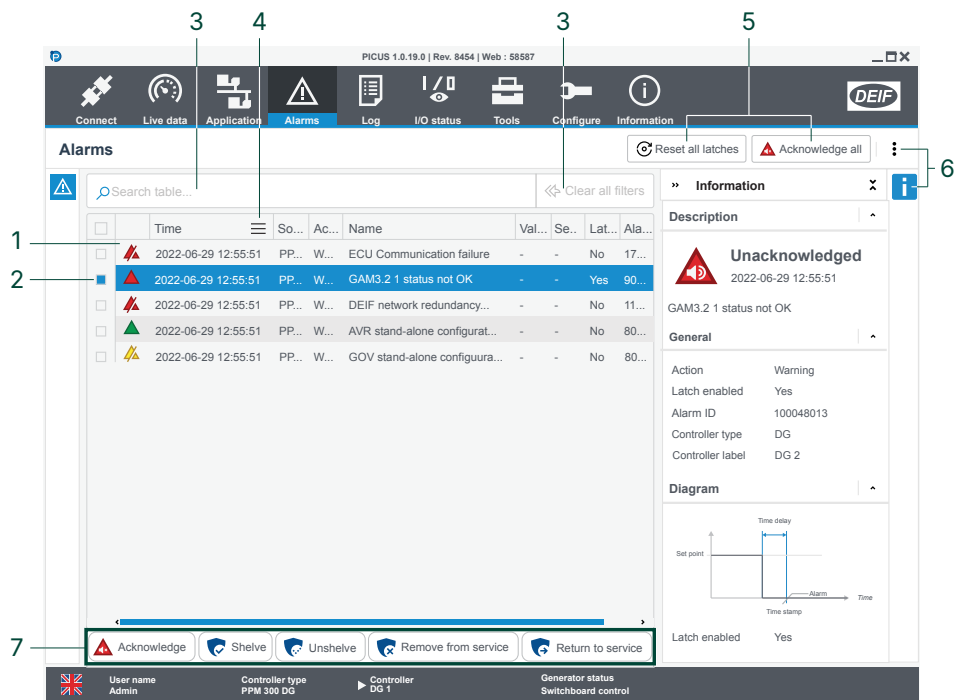 3 4 3 5
PICUS 1.0.19.0 | Rev. 8454 | Web : 58587
Connect Live data Application Alarms Log I/O status Tools Configure Information
DEIF
Alarms
Reset all latches Acknowledge all
6
Search table... Clear all filters
Information
Description
Time So... Ac... Name Val... Se.. Lat... Ala...
1
2022-06-29 12:55:51 PP... W... ECU Communication failure - - No 17...
2
2022-06-29 12:55:51 PP... W... GAM3.2 1 status not OK - - Yes 90...
2022-06-29 12:55:51 PP... W... DEIF network redundancy... - - No 11...
2022-06-29 12:55:51 PP... W... AVR stand-alone configurat... - - No 80...
2022-06-29 12:55:51 PP... W... GOV stand-alone configuura... - - No 80...
Unacknowledged
2022-06-29 12:55:51
GAM3.2 1 status not OK
General
Action Warning
Latch enabled Yes
Alarm ID 100048013
Controller type DG
Controller label DG 2
Diagram
Time delay
Set point
Alarm
Time
Time stamp
Latch enabled Yes
7
Acknowledge Shelve Unshelve Remove from service Return to service
User name Controller type Controller Generator status
Admin PPM 300 DG DG 1 Switchboard control